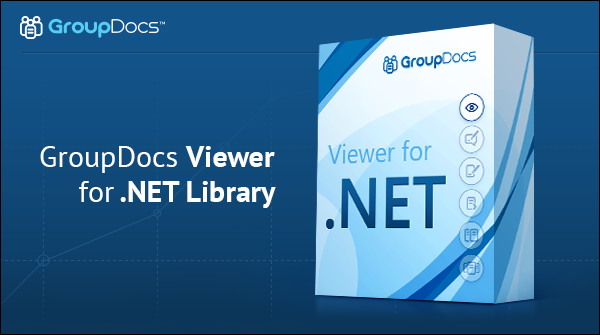 GroupDocs™
GroupDocs Viewer
for .NET Library
GroupDocs
Viewer for
.NET